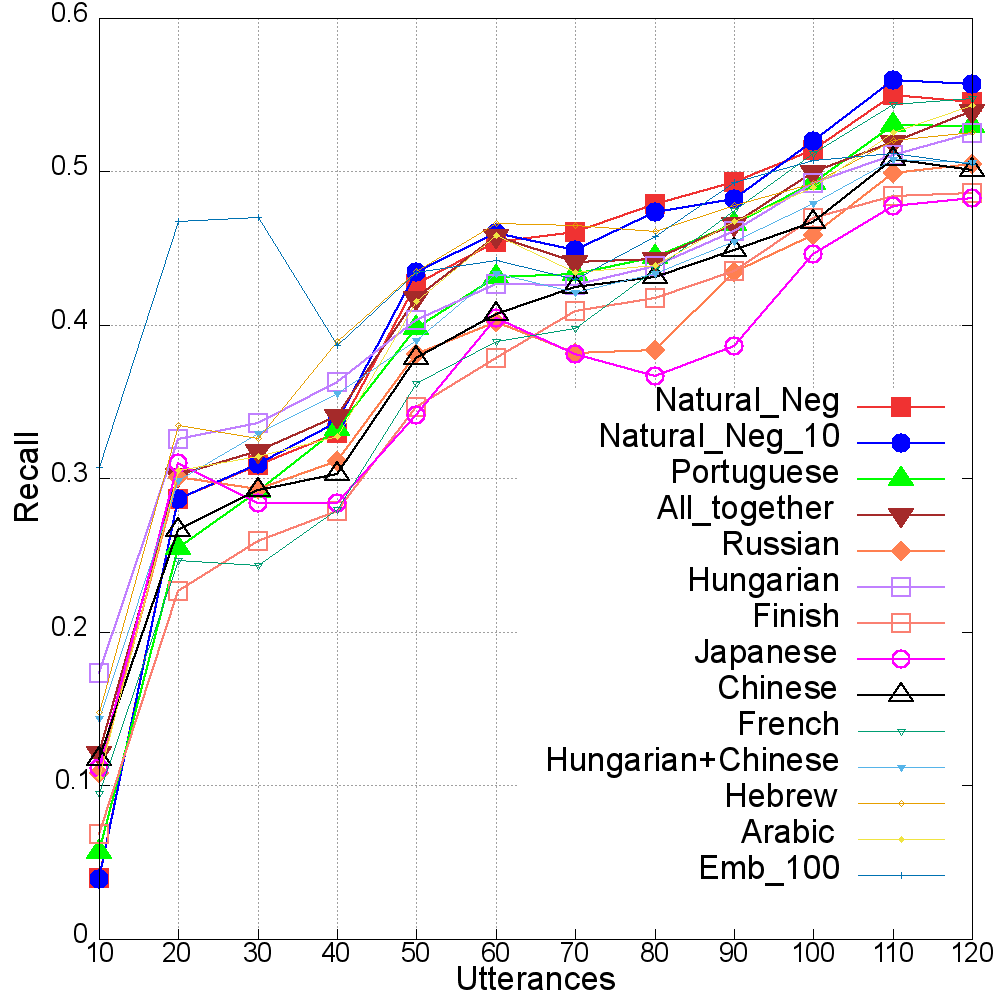 0.6
0.5
0.4
0.3
0.2
0.1
0
Recall
Natural_Neg
Natural_Neg_10
Portuguese
All_together
Russian
Hungarian
Finish
Japanese
Chinese
French
Hungarian+Chinese
Hebrew
Arabic
Emb_100
10 20 30 40 50 60 70 80 90 100 110 120
Utterances